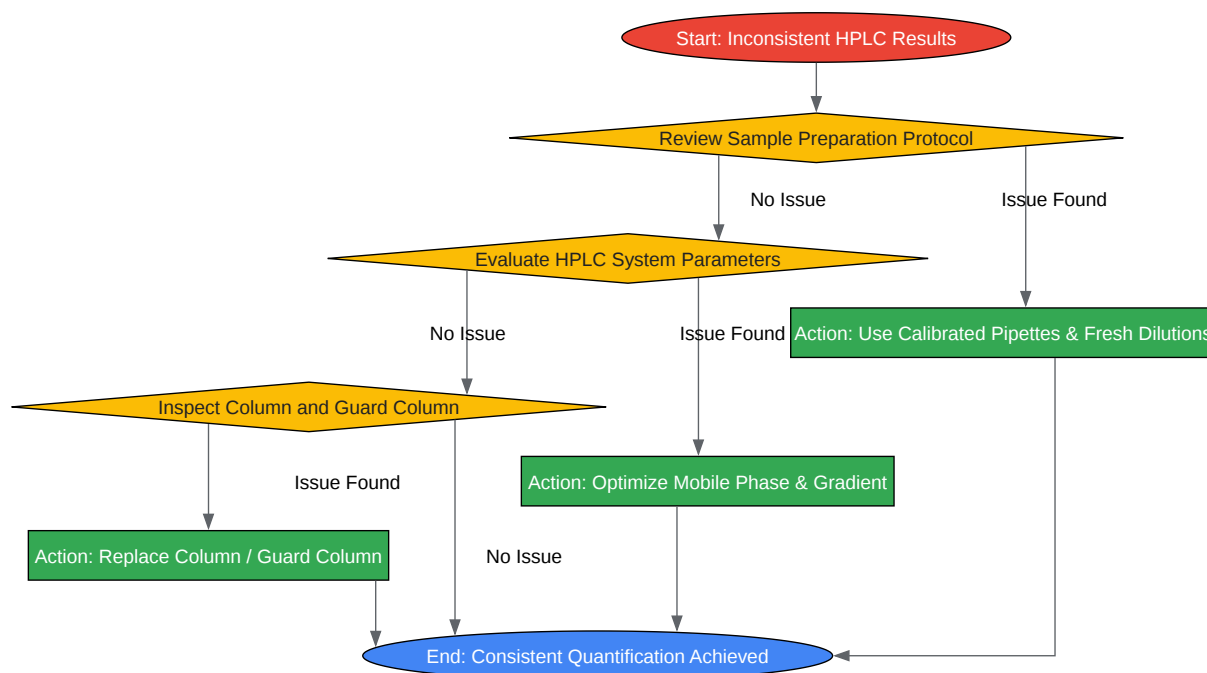 Start: Inconsistent HPLC Results
Review Sample Preparation Protocol
No Issue
Issue Found
Evaluate HPLC System Parameters
No Issue
Issue Found
Action: Use Calibrated Pipettes & Fresh Dilutions
Inspect Column and Guard Column
Issue Found
Action: Optimize Mobile Phase & Gradient
Action: Replace Column / Guard Column
No Issue
End: Consistent Quantification Achieved